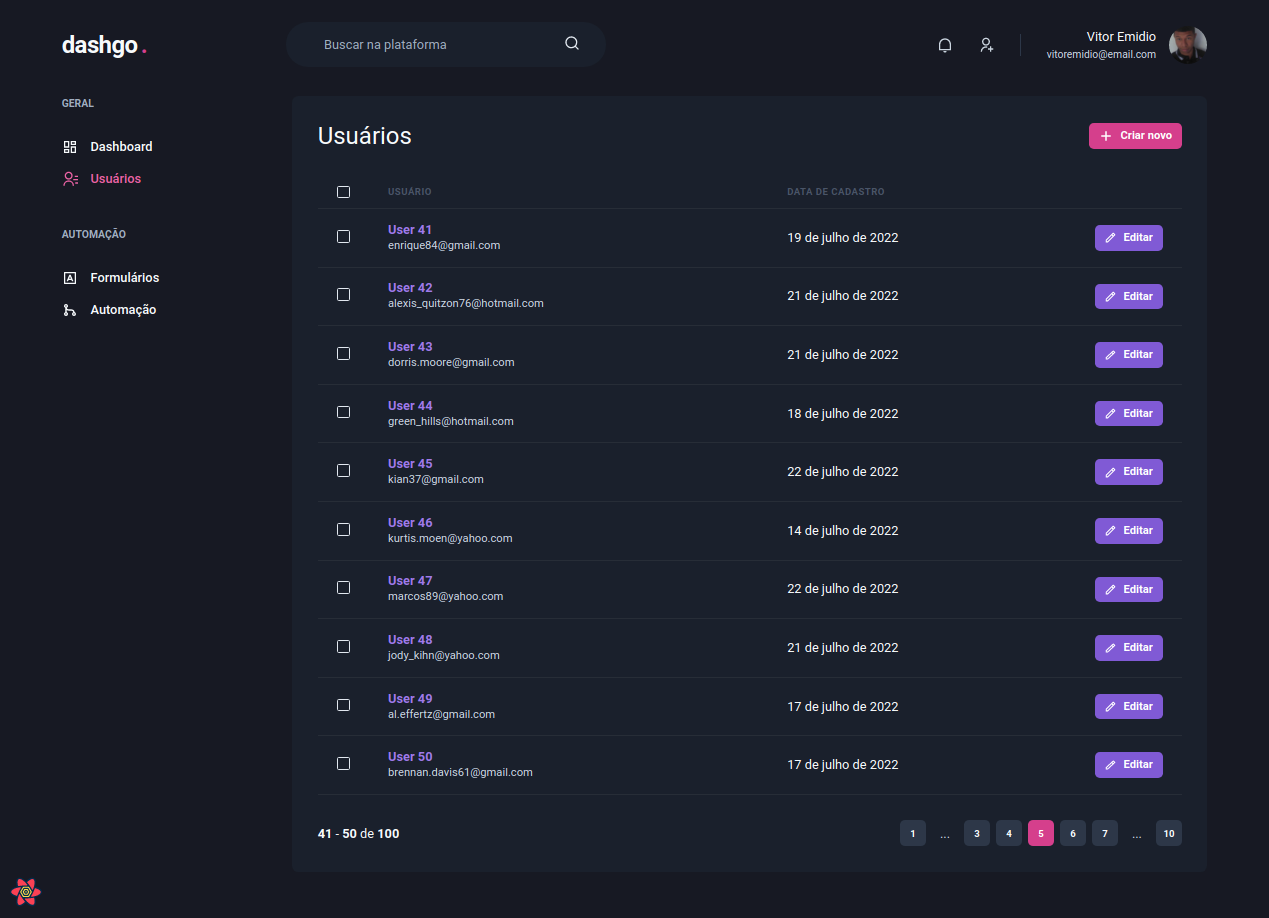 dashgo .
Buscar na plataforma
Vitor Emidio
vitoremidio@email.com
GERAL
Dashboard
Usuários
AUTOMAÇÃO
Formulários
Automação
Usuários
Criar novo
USUÁRIO DATA DE CADASTRO
User 41
enrique84@gmail.com
19 de julho de 2022
Editar
User 42
alexis_quitzon76@hotmail.com
21 de julho de 2022
Editar
User 43
dorris.moore@gmail.com
21 de julho de 2022
Editar
User 44
green_hills@hotmail.com
18 de julho de 2022
Editar
User 45
kian37@gmail.com
22 de julho de 2022
Editar
User 46
kurtis.moen@yahoo.com
14 de julho de 2022
Editar
User 47
marcos89@yahoo.com
22 de julho de 2022
Editar
User 48
jody_kihn@yahoo.com
21 de julho de 2022
Editar
User 49
al.effertz@gmail.com
17 de julho de 2022
Editar
User 50
brennan.davis61@gmail.com
17 de julho de 2022
Editar
41 - 50 de 100
1 ... 3 4 5 6 7 ... 10